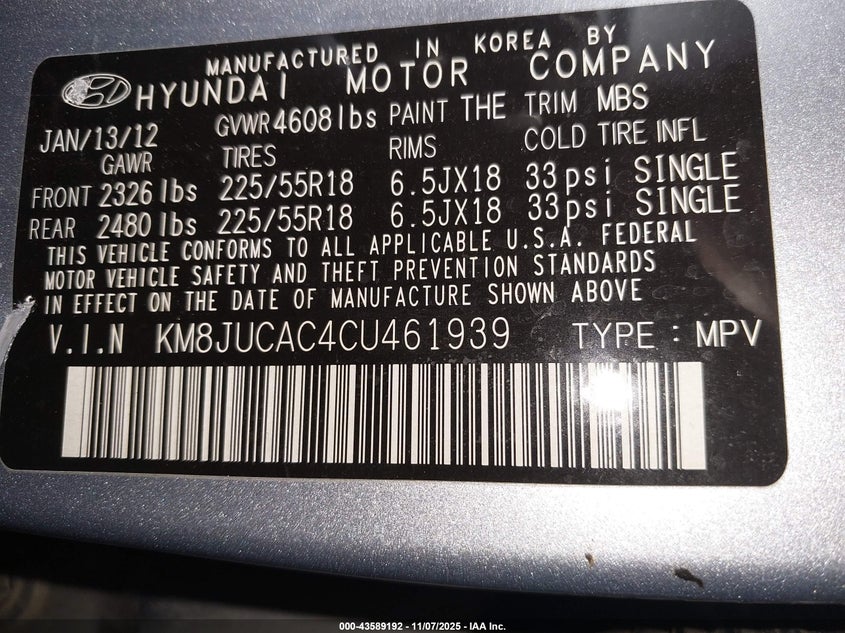 MANUFACTURED IN KOREA BY
HYUNDAI MOTOR COMPANY
JAN/13/12 GVWR 4608 lbs PAINT THE TRIM MBS
GAWR TIRES RIMS COLD TIRE INFL
FRONT 2326 lbs 225/55R18 6.5JX18 33psi SINGLE
REAR 2480 lbs 225/55R18 6.5JX18 33psi SINGLE
THIS VEHICLE CONFORMS TO ALL APPLICABLE U.S.A. FEDERAL
MOTOR VEHICLE SAFETY AND THEFT PREVENTION STANDARDS
IN EFFECT ON THE DATE OF MANUFACTURE SHOWN ABOVE
V.I.N KM8JUCAC4CU461939 TYPE : MPV
000-43589192 - 11/07/2025 - IAA Inc.